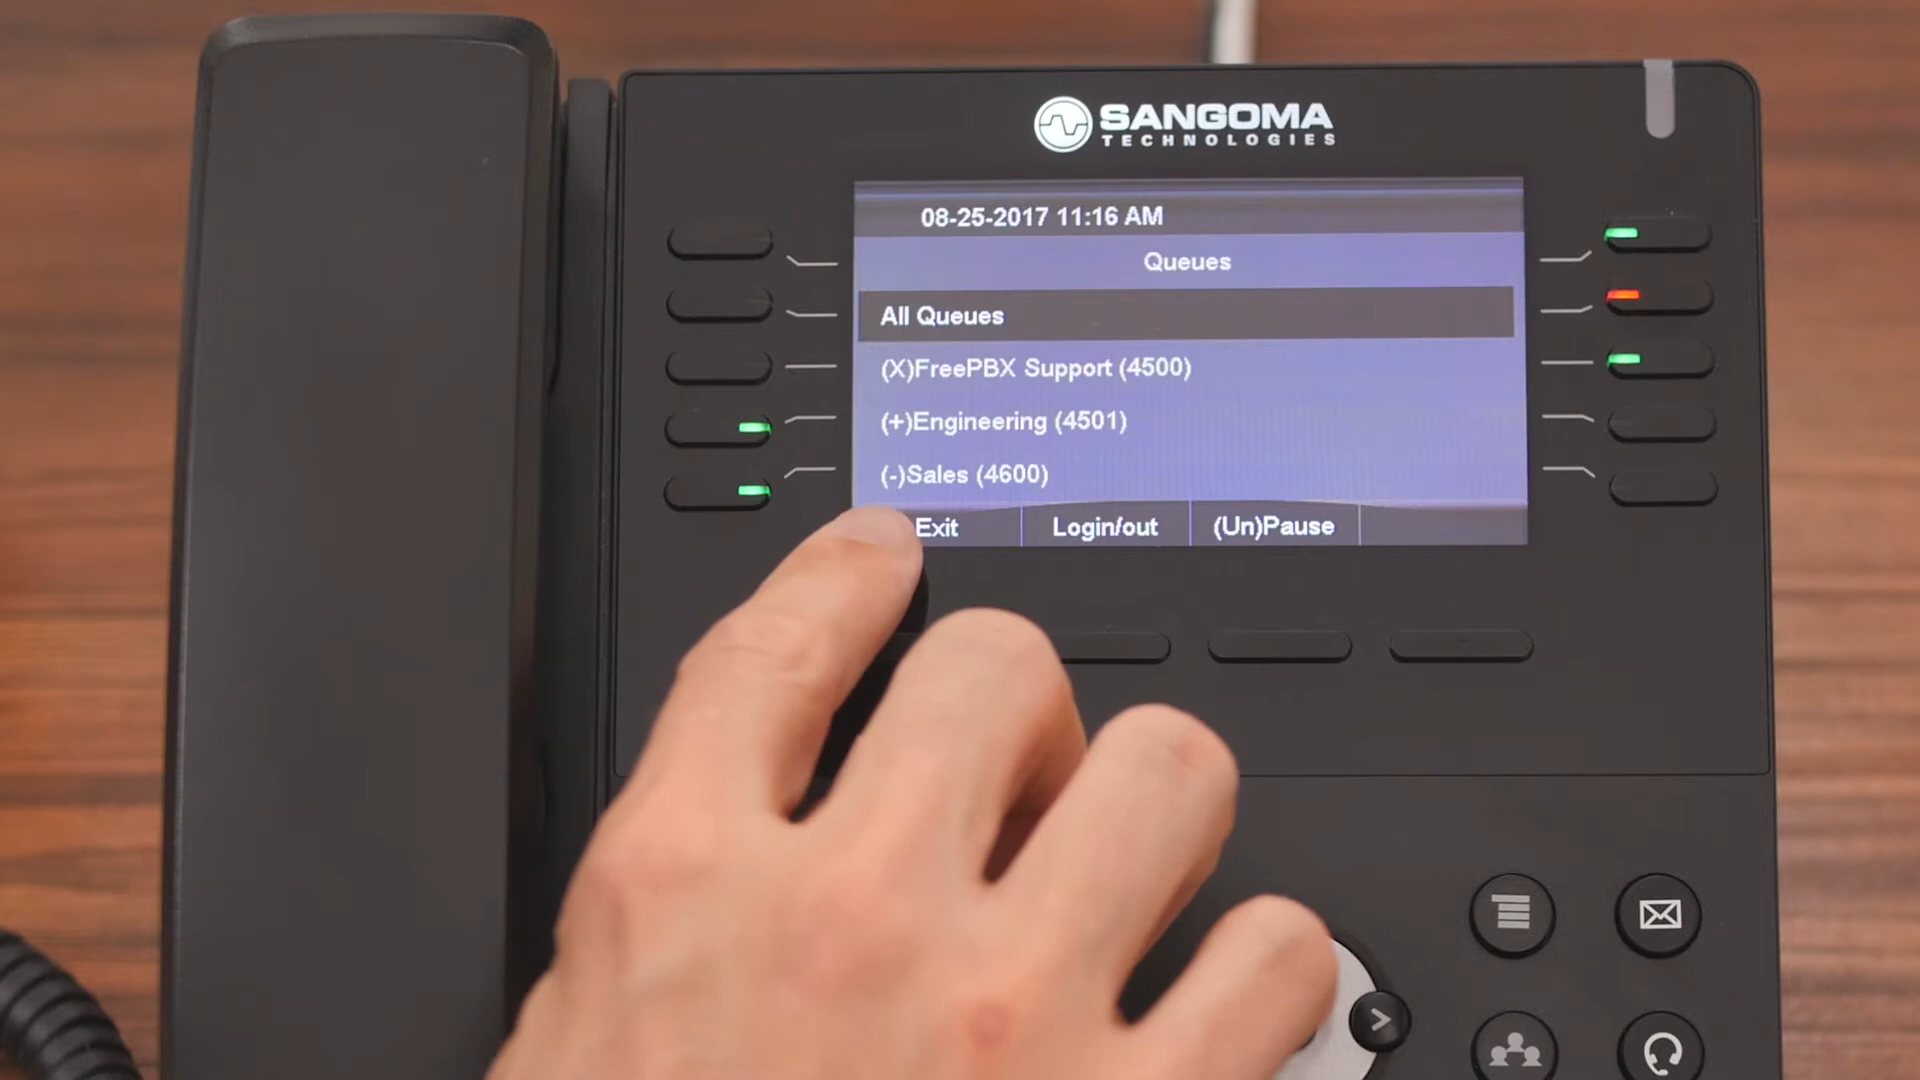 SANGOMA
TECHNOLOGIES
08-25-2017 11:16 AM
Queues
All Queues
(X)FreePBX Support (4500)
(+)Engineering (4501)
(-)Sales (4600)
Exit Login/out (Un)Pause